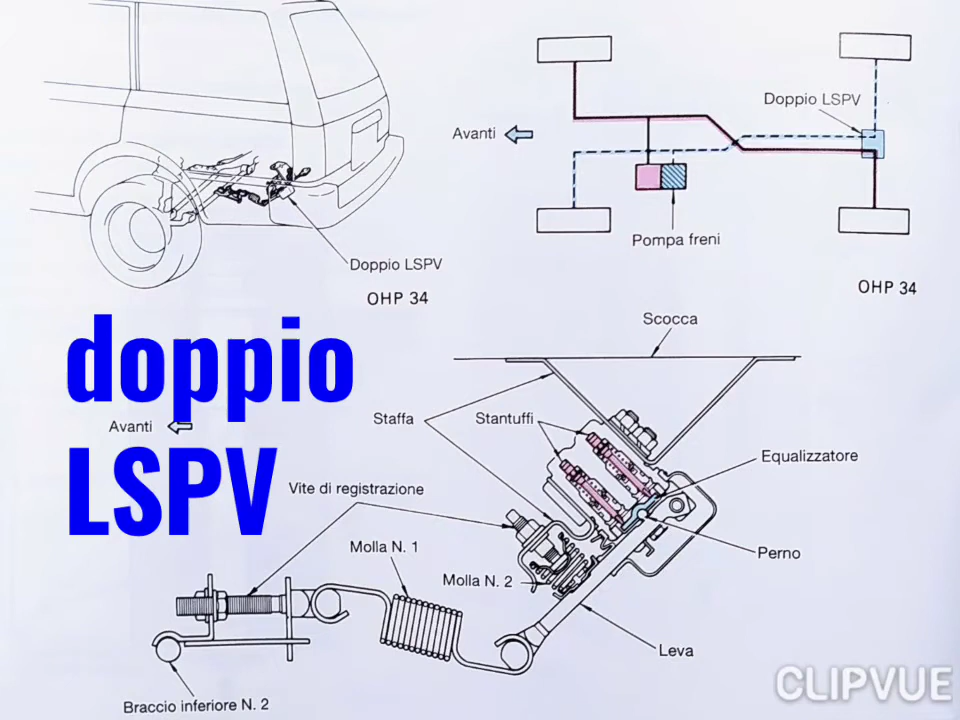 Doppio LSPV
OHP 34
Doppio LSPV
Avanti
Pompa freni
OHP 34
doppio
LSPV
Avanti
Scocca
Staffa
Stantuffi
Equalizzatore
Vite di registrazione
Molla N. 1
Molla N. 2
Perno
Leva
Braccio inferiore N. 2
CLIPVUE